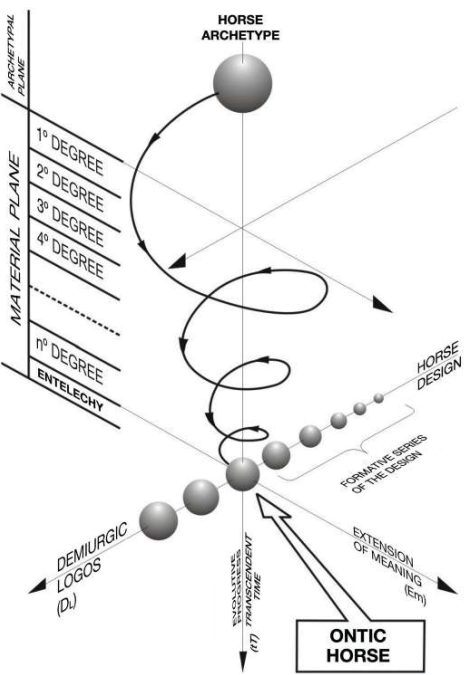 HORSE
ARCHETYPE
ARCHETYPAL
PLANE
MATERIAL PLANE
1º DEGREE
2º DEGREE
3º DEGREE
4º DEGREE
nº DEGREE
ENTELECHY
HORSE
DESIGN
FORMATIVE SERIES
OF THE DESIGN
DEMIURGIC
LOGOS
(DL)
EVOLUTIVE
PROGRESS
TRANSCENDENT
TIME
(tT)
EXTENSION
OF MEANING
(Em)
ONTIC
HORSE